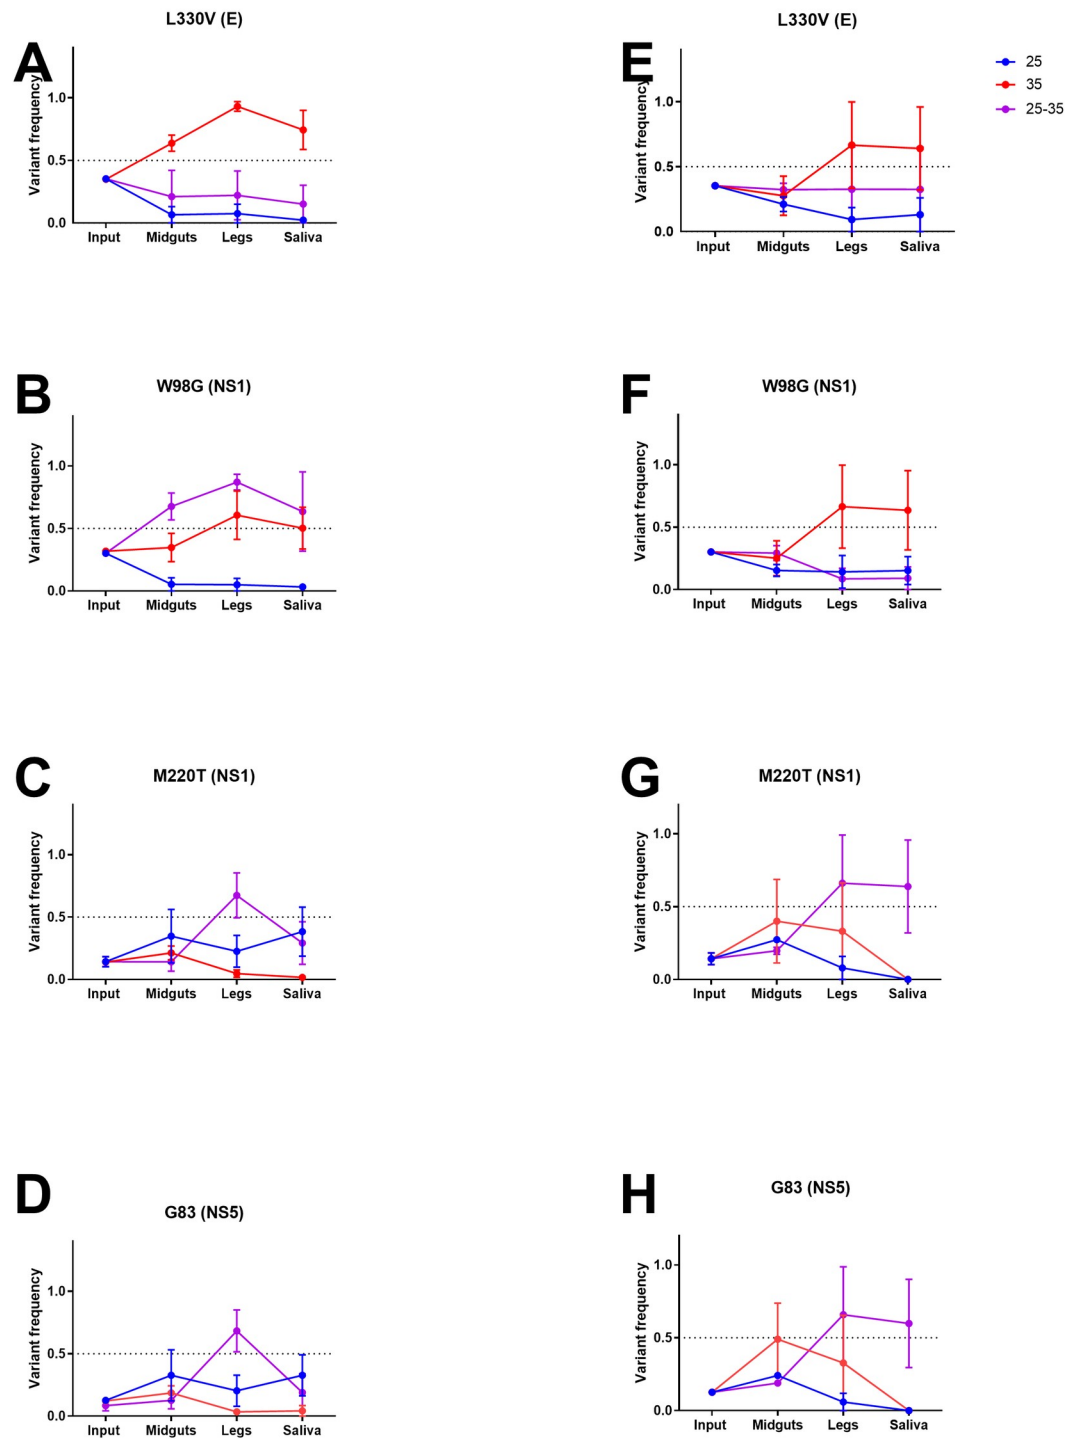 A
L330V (E)
Variant frequency
1.0
0.5
0.0
Input Midguts Legs Saliva
E
L330V (E)
Variant frequency
1.0
0.5
0.0
Input Midguts Legs Saliva
25
35
25-35
B
W98G (NS1)
Variant frequency
1.0
0.5
0.0
Input Midguts Legs Saliva
F
W98G (NS1)
Variant frequency
1.0
0.5
0.0
Input Midguts Legs Saliva
C
M220T (NS1)
Variant frequency
1.0
0.5
0.0
Input Midguts Legs Saliva
G
M220T (NS1)
Variant frequency
1.0
0.5
0.0
Input Midguts Legs Saliva
D
G83 (NS5)
Variant frequency
1.0
0.5
0.0
Input Midguts Legs Saliva
H
G83 (NS5)
Variant frequency
1.0
0.5
0.0
Input Midguts Legs Saliva